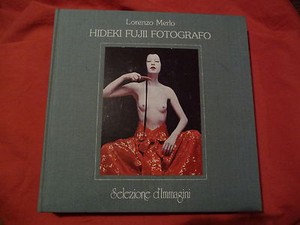 Lorenzo Merlo
HIDEKI FUJII FOTOGRAFO
Selezione d'Immagini